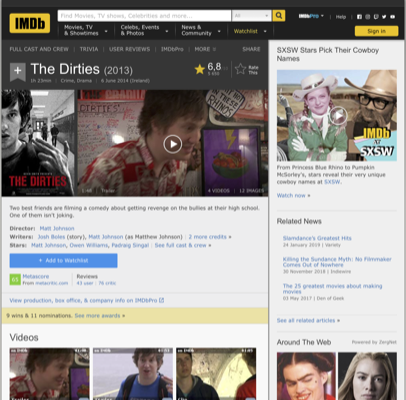 IMDb
Find Movies, TV shows, Celebrities and more...
All
IMDbPro
Help
Movies, TV
& Showtimes
Celebs, Events
& Photos
News &
Community
Watchlist
Sign in
FULL CAST AND CREW | TRIVIA | USER REVIEWS | IMDbPro | MORE
SHARE
The Dirties (2013)
1h 23min | Crime, Drama | 6 June 2014 (Ireland)
6,8
Rate
This
THE DIRTIES
DIRTIES
Trailer
4 VIDEOS | 12 IMAGES
Two best friends are filming a comedy about getting revenge on the bullies at their high school.
One of them isn't joking.
Director: Matt Johnson
Writers: Josh Boles (story), Matt Johnson (as Matthew Johnson) | 2 more credits »
Stars: Matt Johnson, Owen Williams, Padraig Singal | See full cast & crew »
+ Add to Watchlist
Metascore
From metacritic.com
Reviews
43 user | 76 critic
View production, box office, & company info on IMDbPro
9 wins & 11 nominations. See more awards »
Videos
SXSW Stars Pick Their Cowboy
Names
IMDb
AT
SXSW
From Princess Blue Rhino to Pumpkin
McSorley's, stars reveal their very unique
cowboy names at SXSW.
Watch now »
Related News
Slamdance's Greatest Hits
24 January 2019 | Variety
Killing the Sundance Myth: No Filmmaker
Comes Out of Nowhere
30 November 2018 | Indiewire
The 25 greatest movies about making
movies
03 May 2017 | Den of Geek
See all related articles »
Around The Web
Powered by ZergNet